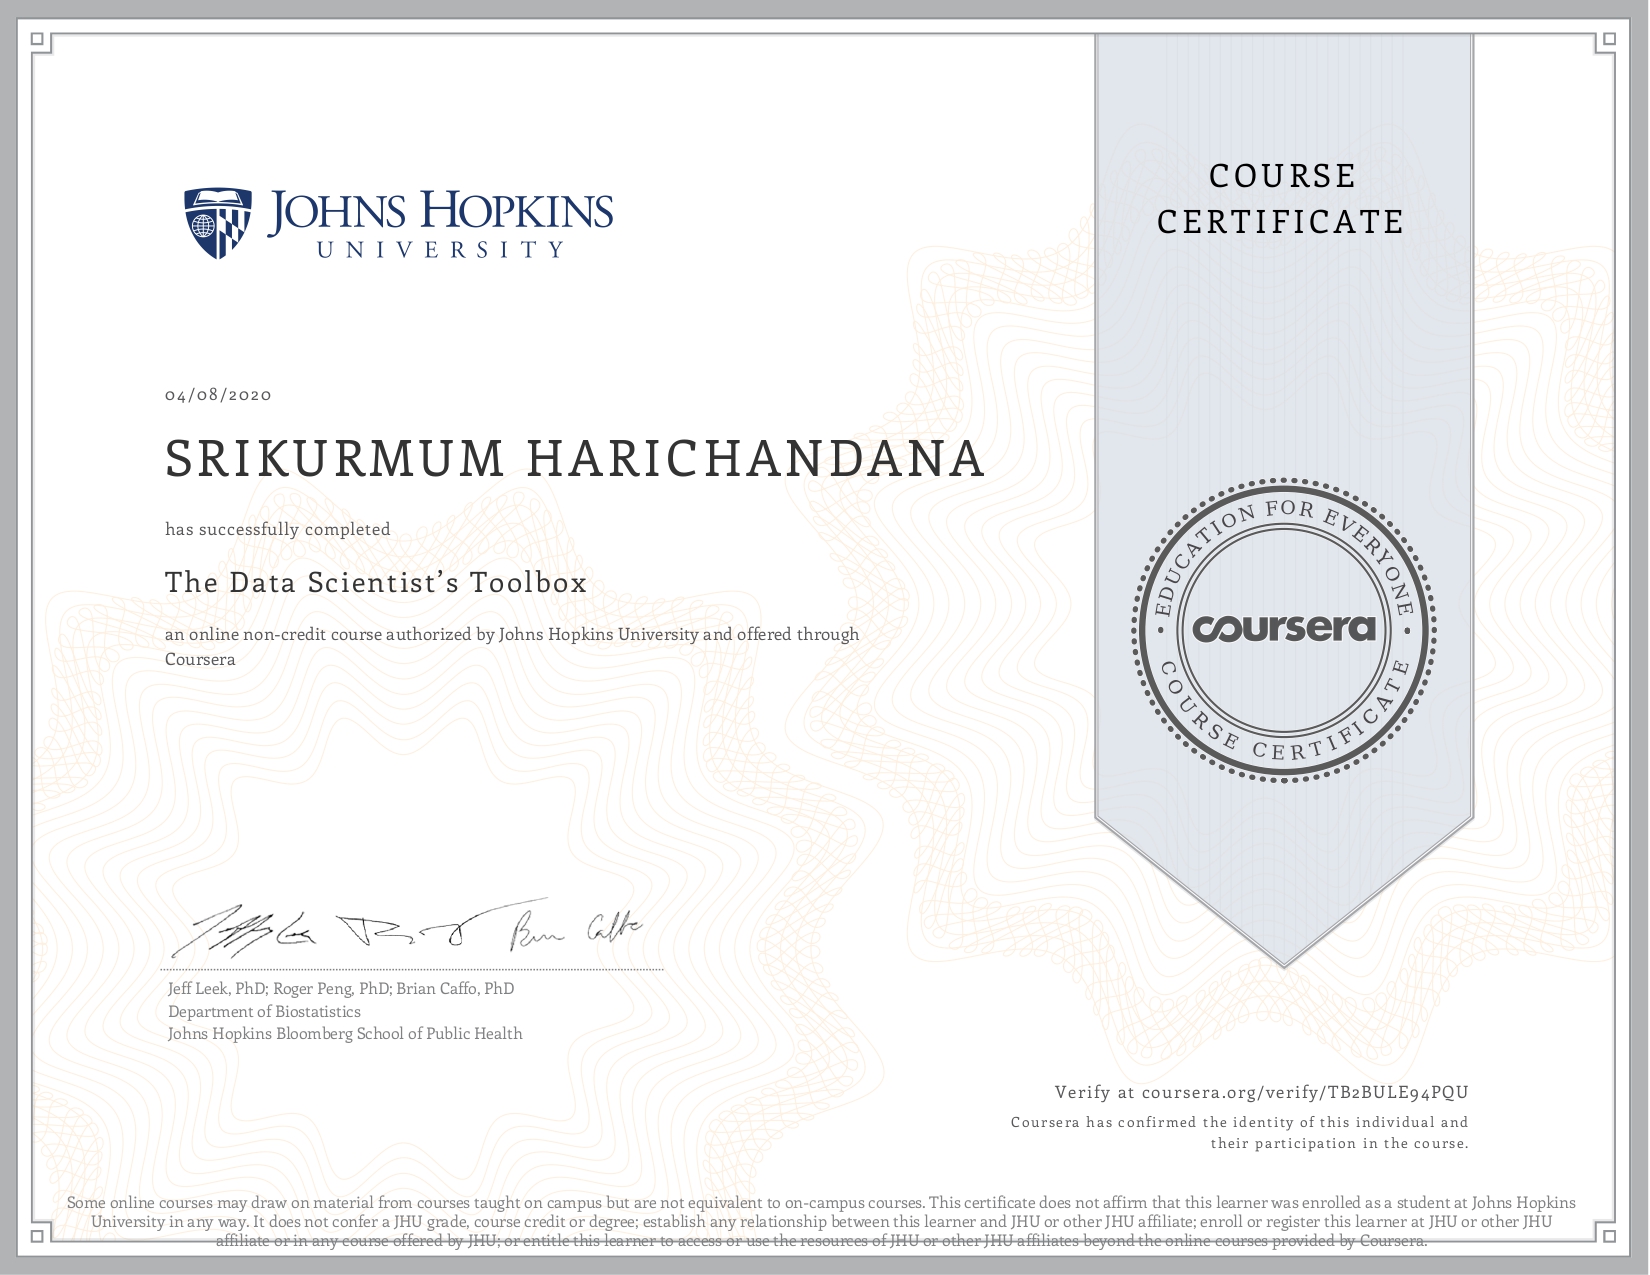 JOHNS HOPKINS
UNIVERSITY
COURSE
CERTIFICATE
04/08/2020
SRIKURMUM HARICHANDANA
has successfully completed
The Data Scientist’s Toolbox
an online non-credit course authorized by Johns Hopkins University and offered through
Coursera
EDUCATION FOR EVERYONE
coursera
COURSE CERTIFICATE
Jeff Leek, PhD; Roger Peng, PhD; Brian Caffo, PhD
Department of Biostatistics
Johns Hopkins Bloomberg School of Public Health
Verify at coursera.org/verify/TB2BULE94PQU
Coursera has confirmed the identity of this individual and
their participation in the course.
Some online courses may draw on material from courses taught on campus but are not equivalent to on-campus courses. This certificate does not affirm that this learner was enrolled as a student at Johns Hopkins
University in any way. It does not confer a JHU grade, course credit or degree; establish any relationship between this learner and JHU or other JHU affiliate; enroll or register this learner at JHU or other JHU
affiliate or in any course offered by JHU; or entitle this learner to access or use the resources of JHU or other JHU affiliates beyond the online courses provided by Coursera.